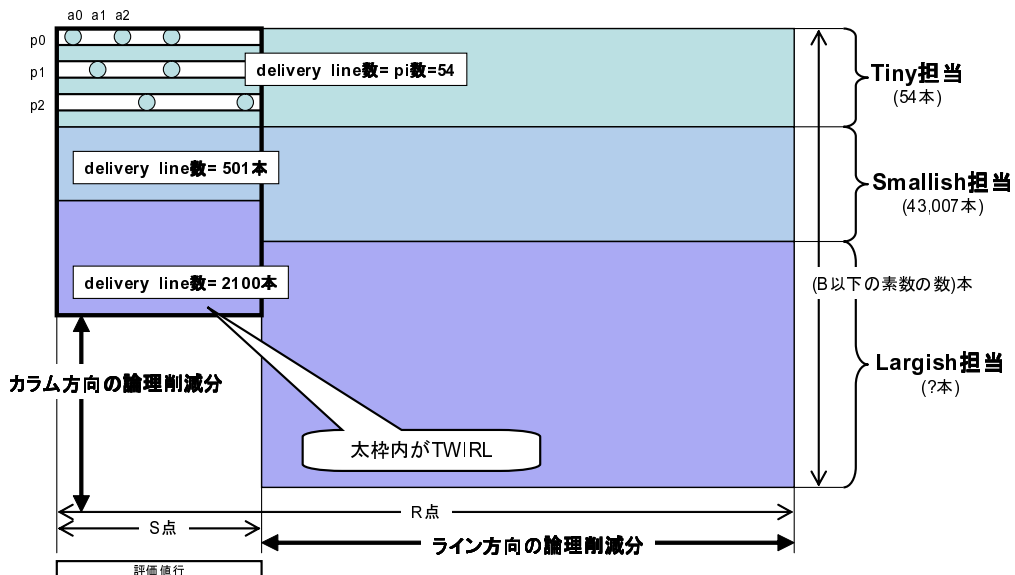 a0 a1 a2
p0
p1
p2
delivery line数= pi数=54
Tiny担当
(54本)
delivery line数= 501本
Smallish担当
(43,007本)
delivery line数= 2100本
(B以下の素数の数)本
Largish担当
(?本)
カラム方向の論理削減分
太枠内がTWIRL
R点
S点
ライン方向の論理削減分
評価値行